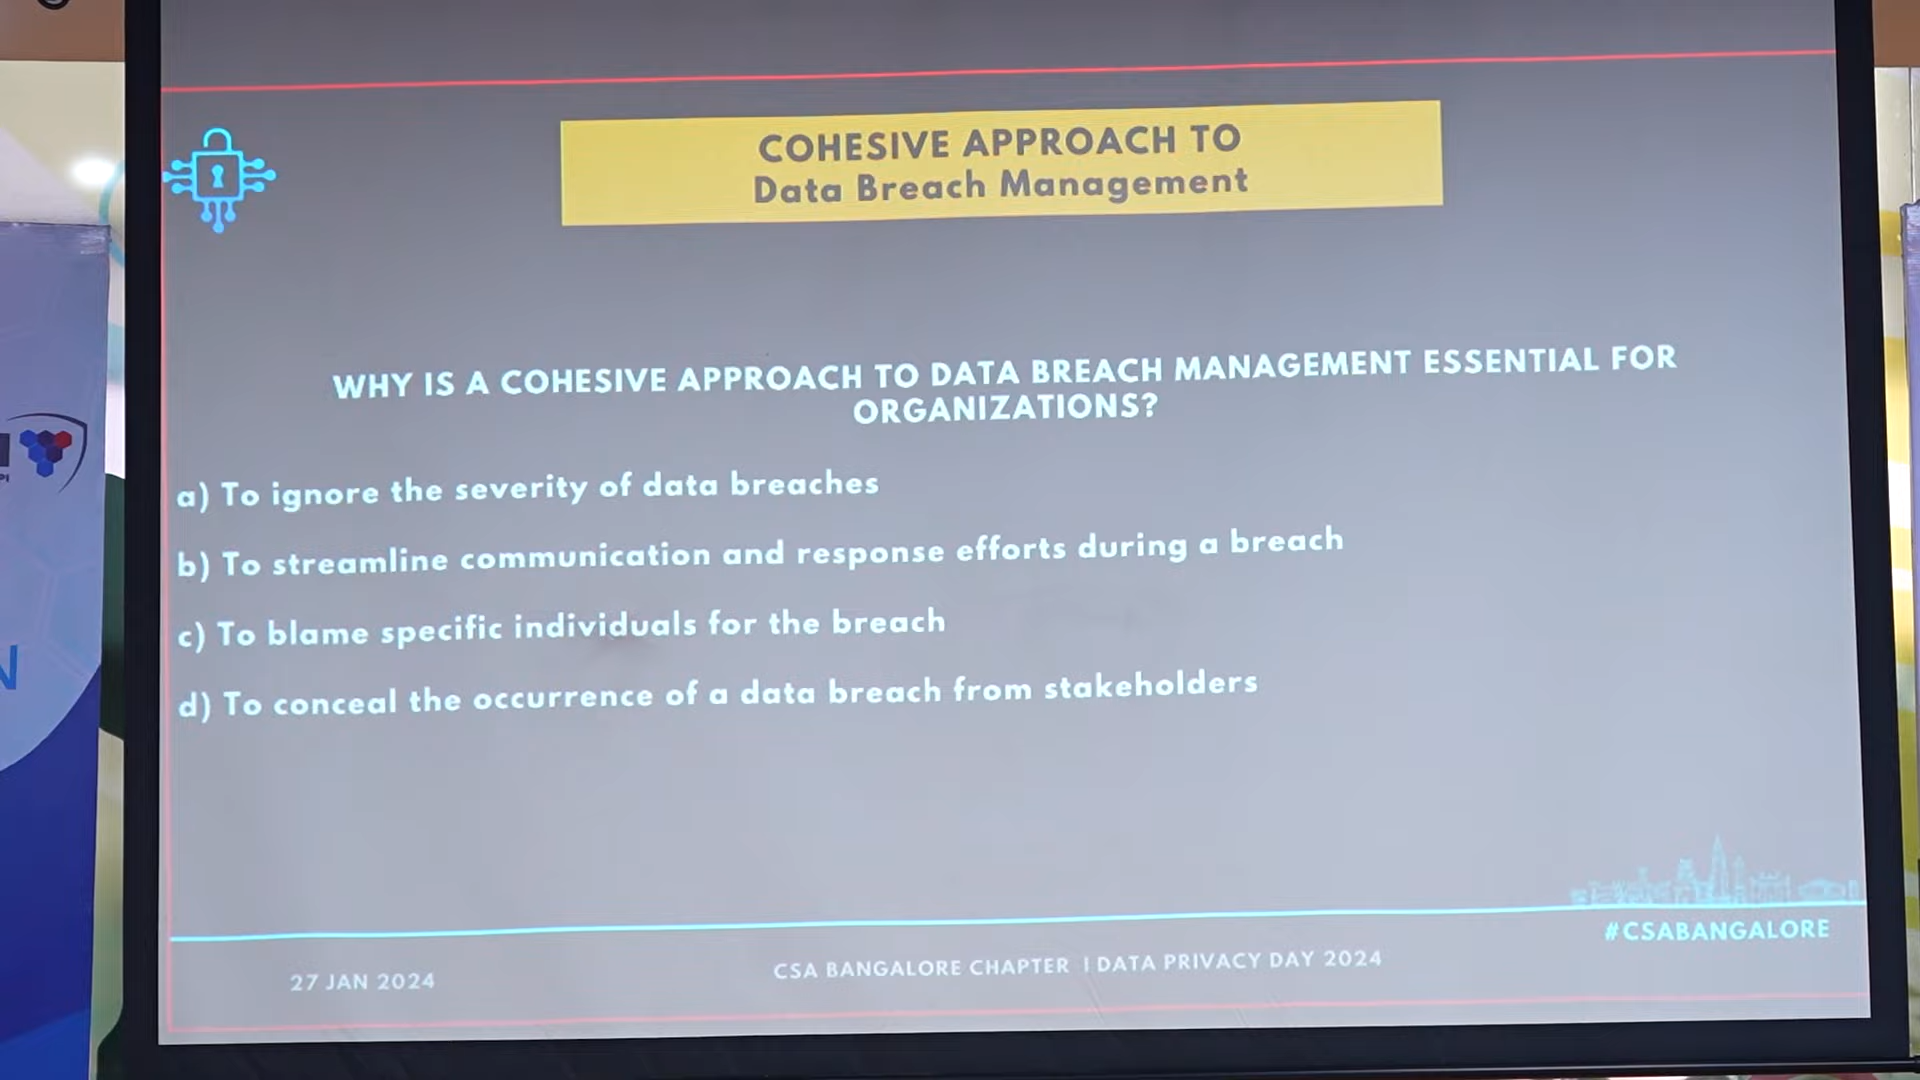 COHESIVE APPROACH TO
Data Breach Management
WHY IS A COHESIVE APPROACH TO DATA BREACH MANAGEMENT ESSENTIAL FOR
ORGANIZATIONS?
a) To ignore the severity of data breaches
b) To streamline communication and response efforts during a breach
c) To blame specific individuals for the breach
d) To conceal the occurrence of a data breach from stakeholders
#CSABANGALORE
27 JAN 2024
CSA BANGALORE CHAPTER | DATA PRIVACY DAY 2024
N